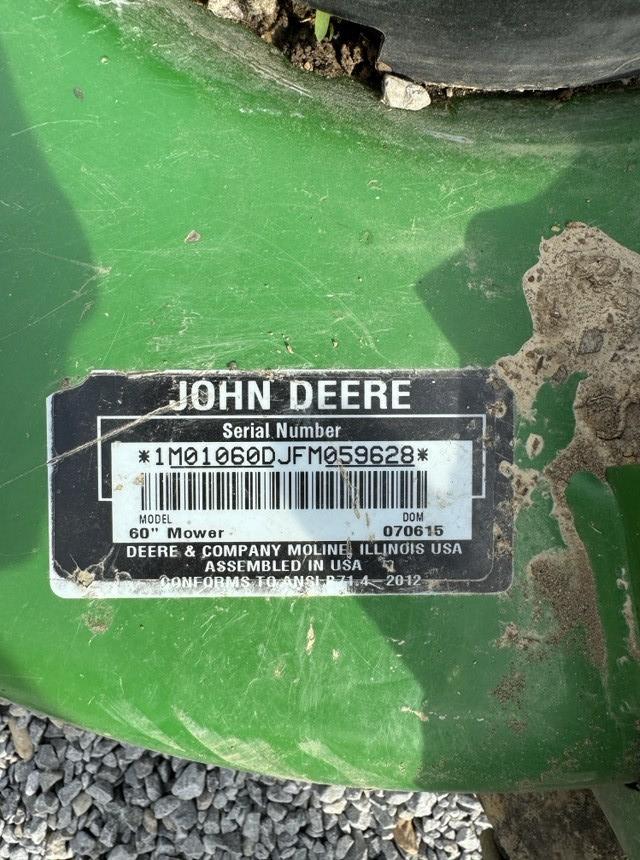 JOHN DEERE
Serial Number
*1M01060DJFM059628*
MODEL DOM
60" Mower 070615
DEERE & COMPANY MOLINE, ILLINOIS USA
ASSEMBLED IN USA
CONFORMS TO ANSI B71.4-2012